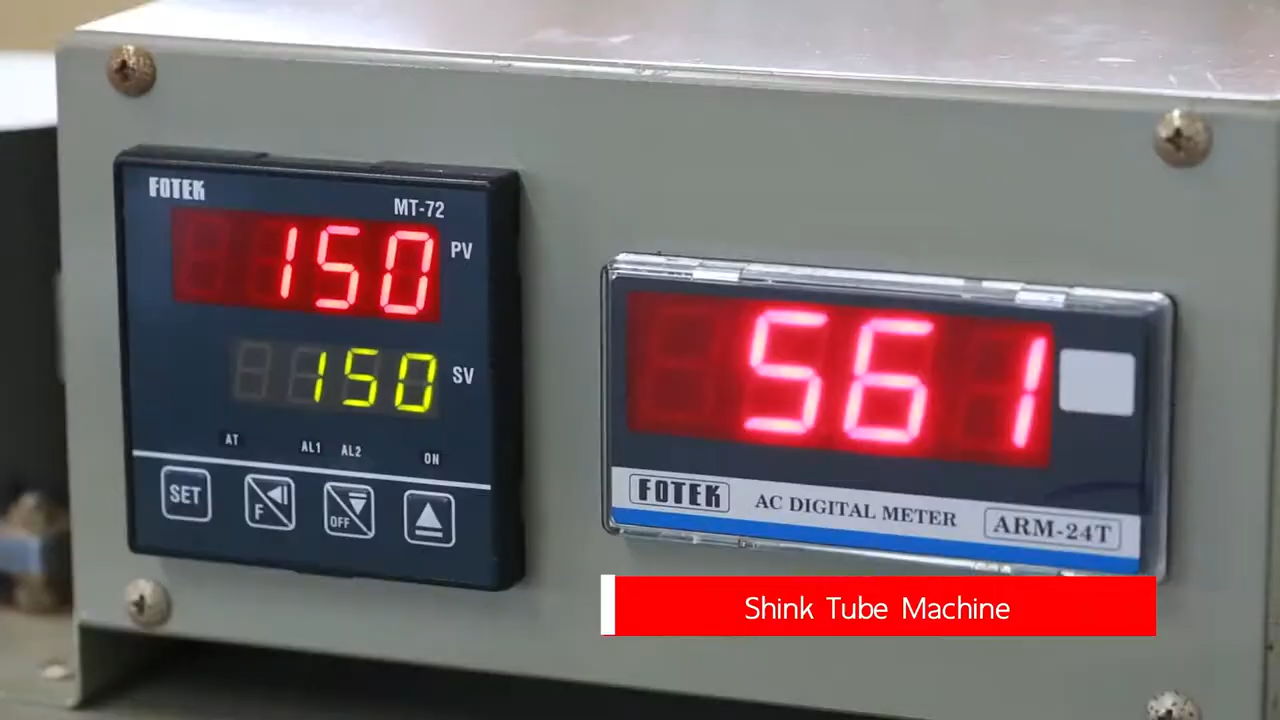 FOTEK
MT-72
150 PV
150 SV
AT AL1 AL2 ON
SET F OFF
561
FOTEK AC DIGITAL METER ARM-24T
Shink Tube Machine